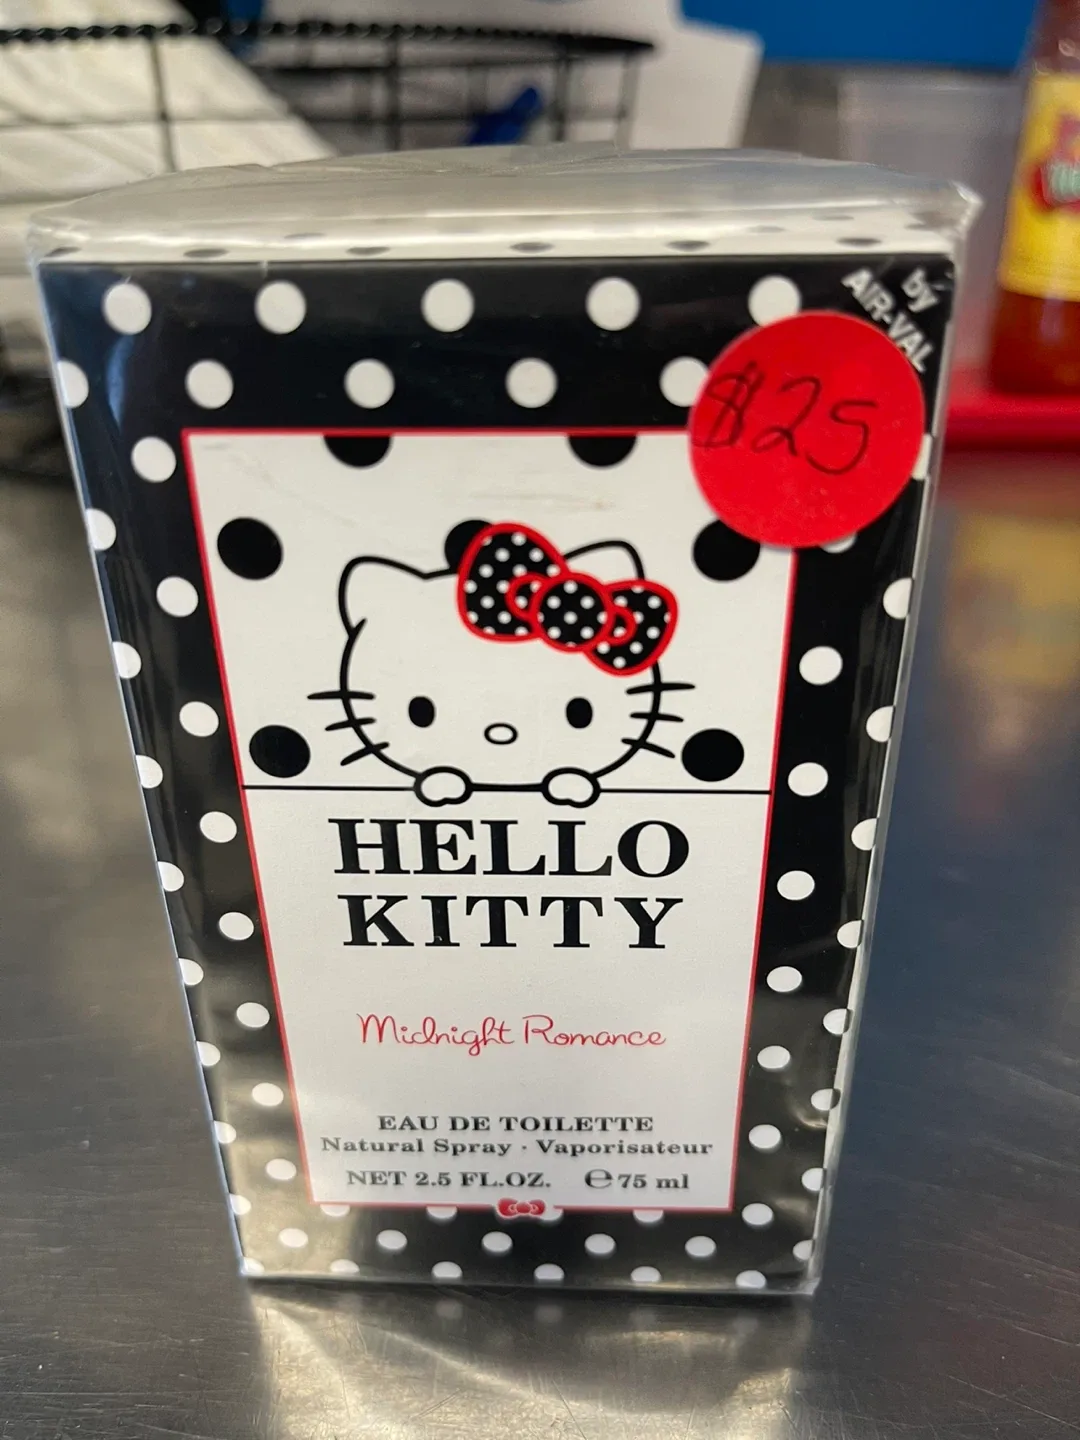 by
AIR-VAL
$25
HELLO
KITTY
Midnight Romance
EAU DE TOILETTE
Natural Spray · Vaporisateur
NET 2.5 FL.OZ. ℮ 75 ml